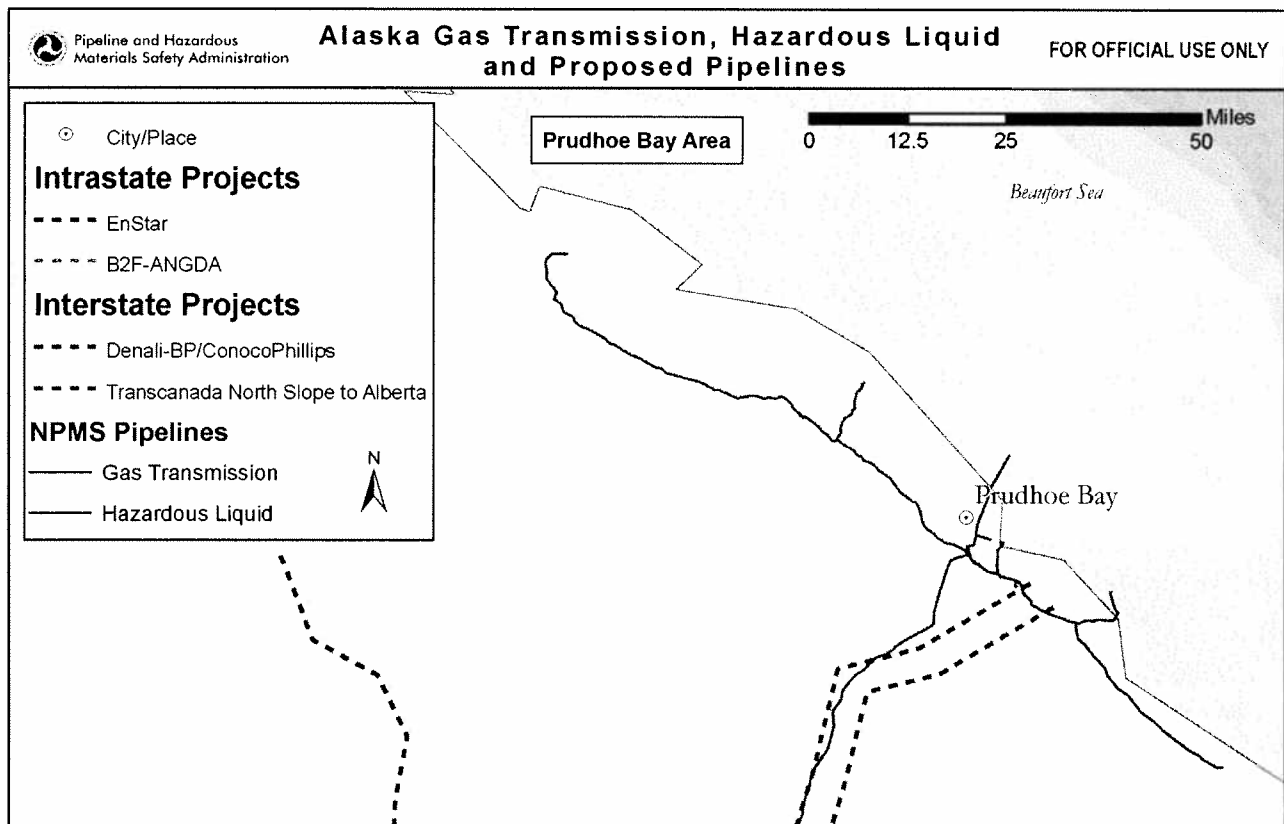 Pipeline and Hazardous
Materials Safety Administration
Alaska Gas Transmission, Hazardous Liquid
and Proposed Pipelines
FOR OFFICIAL USE ONLY
City/Place
Intrastate Projects
EnStar
B2F-ANGDA
Interstate Projects
Denali-BP/ConocoPhillips
Transcanada North Slope to Alberta
NPMS Pipelines
Gas Transmission
Hazardous Liquid
N
Prudhoe Bay Area
Miles
0 12.5 25 50
Beaufort Sea
Prudhoe Bay